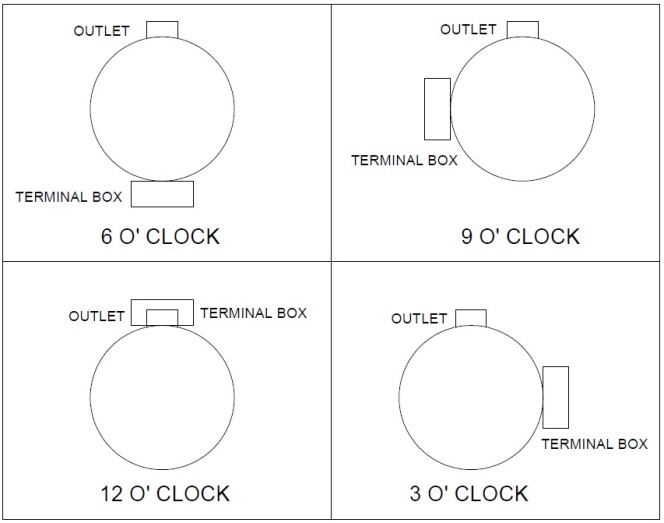 OUTLET
TERMINAL BOX
6 O' CLOCK
OUTLET
TERMINAL BOX
9 O' CLOCK
OUTLET
TERMINAL BOX
12 O' CLOCK
OUTLET
TERMINAL BOX
3 O' CLOCK